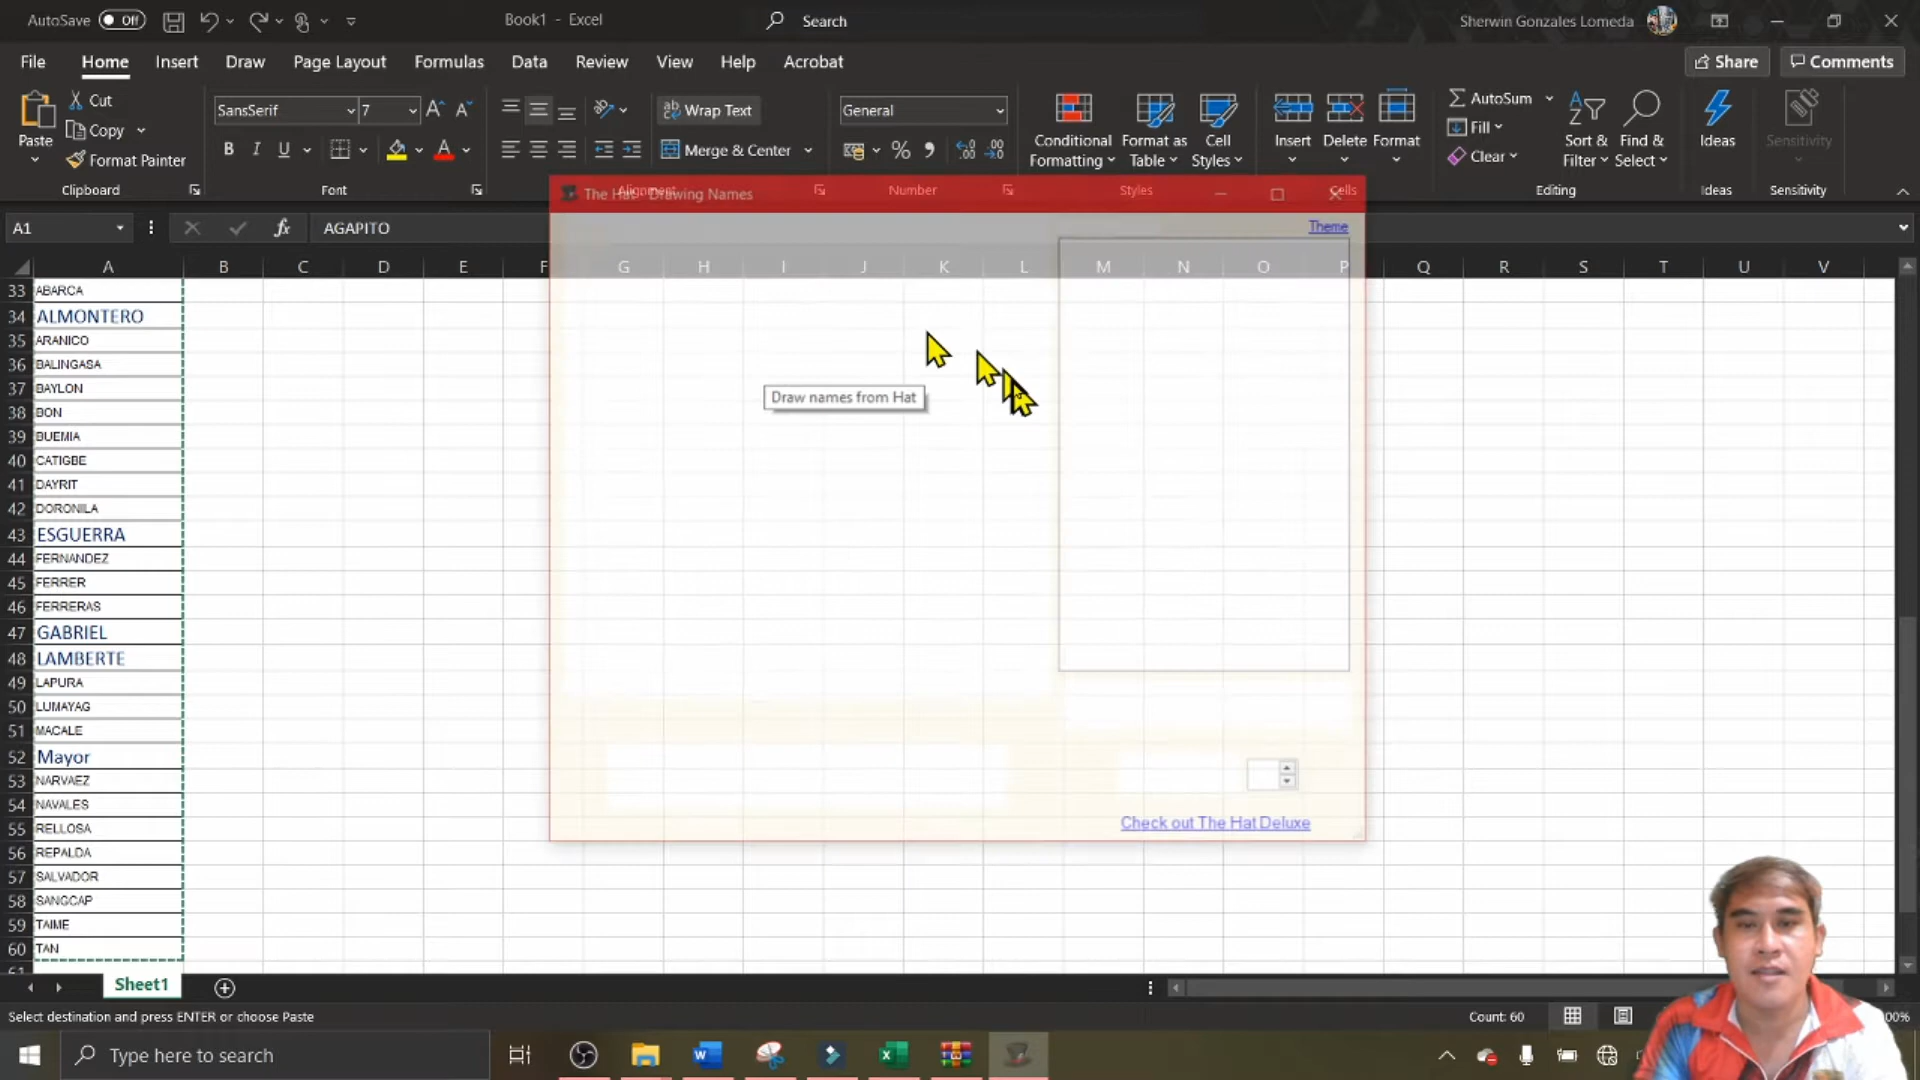 AutoSave Off Book1 - Excel Search Sherwin Gonzales Lomeda
File Home Insert Draw Page Layout Formulas Data Review View Help Acrobat Share Comments
Paste Cut Copy Format Painter
Clipboard
SansSerif 7
B I U
Font
Wrap Text
Merge & Center
Alignment
General
Number
Conditional Formatting
Format as Table
Cell Styles
Styles
Insert Delete Format
Cells
AutoSum
Fill
Clear
Sort & Filter
Find & Select
Editing
Ideas
Ideas
Sensitivity
Sensitivity
The Hat - Drawing Names
Theme
A1 fx AGAPITO
A B C D E F G H I J K L M N O P Q R S T U V
33 ABARCA
34 ALMONTERO
35 ARANICO
36 BALINGASA
37 BAYLON
38 BON
39 BUEMIA
40 CATIGBE
41 DAYRIT
42 DORONILA
43 ESGUERRA
44 FERNANDEZ
45 FERRER
46 FERRERAS
47 GABRIEL
48 LAMBERTE
49 LAPURA
50 LUMAYAG
51 MACALE
52 Mayor
53 NARVAEZ
54 NAVALES
55 RELLOSA
56 REPALDA
57 SALVADOR
58 SANGCAP
59 TAIME
60 TAN
61
Draw names from Hat
Check out The Hat Deluxe
Sheet1
Select destination and press ENTER or choose Paste Count: 60
Type here to search